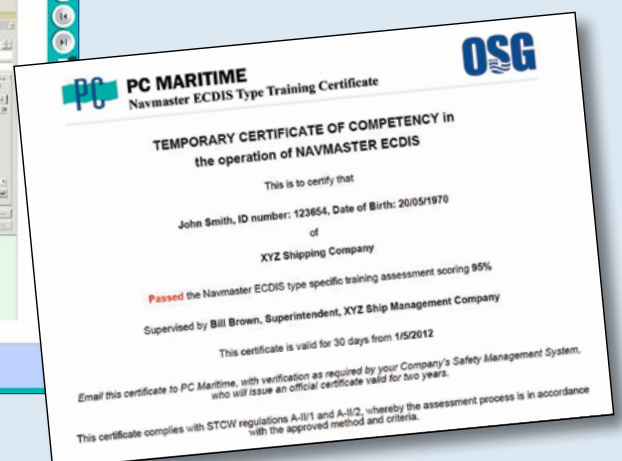 PC PC MARITIME OSG
Navmaster ECDIS Type Training Certificate
TEMPORARY CERTIFICATE OF COMPETENCY in
the operation of NAVMASTER ECDIS
This is to certify that
John Smith, ID number: 123654, Date of Birth: 20/05/1970
of
XYZ Shipping Company
Passed the Navmaster ECDIS type specific training assessment scoring 95%
Supervised by Bill Brown, Superintendent, XYZ Ship Management Company
This certificate is valid for 30 days from 1/5/2012
Email this certificate to PC Maritime, with verification as required by your Company's Safety Management System,
who will issue an official certificate valid for two years.
This certificate complies with STCW regulations A-II/1 and A-II/2, whereby the assessment process is in accordance
with the approved method and criteria.